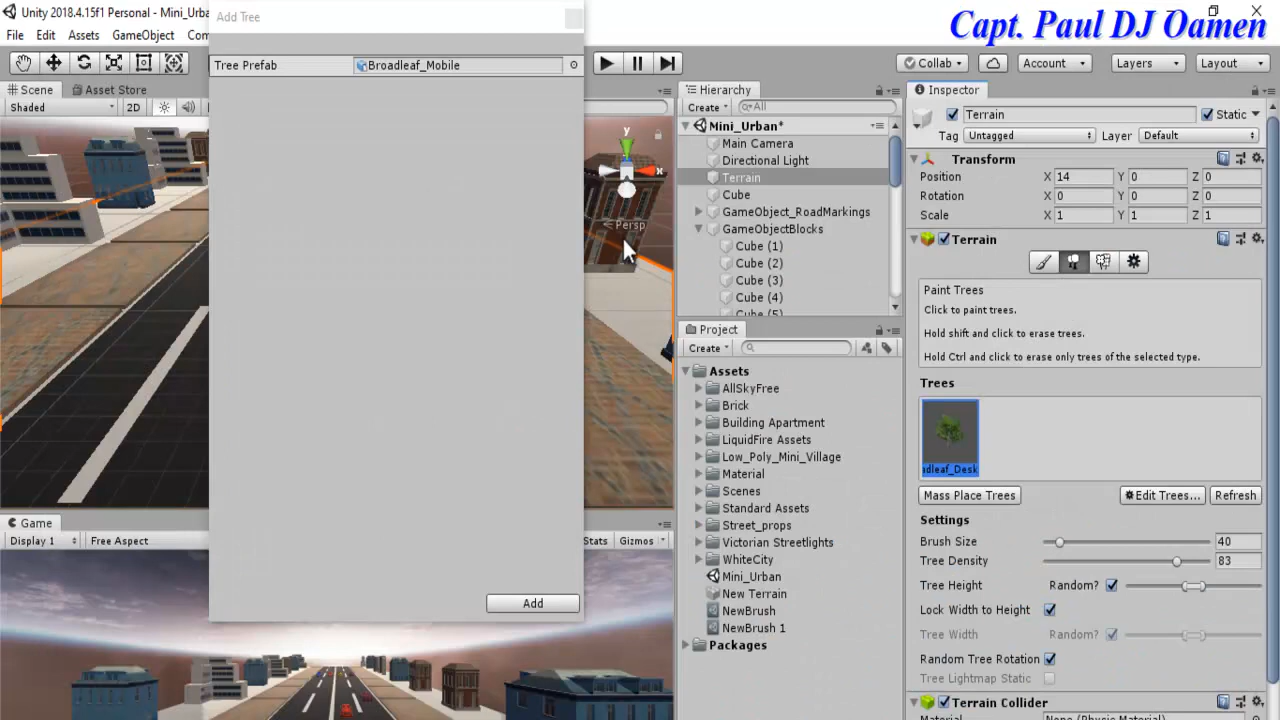 Unity 2018.4.15f1 Personal - Mini_Urba
Capt. Paul DJ Oamen
Add Tree
File Edit Assets GameObject Com
Tree Prefab Broadleaf_Mobile
Collab Account Layers Layout
Scene Asset Store
Shaded 2D
y
x
Persp
Hierarchy
Create All
Mini_Urban*
Main Camera
Directional Light
Terrain
Cube
GameObject_RoadMarkings
GameObjectBlocks
Cube (1)
Cube (2)
Cube (3)
Cube (4)
Cube (5)
Project
Create
Assets
AllSkyFree
Brick
Building Apartment
LiquidFire Assets
Low_Poly_Mini_Village
Material
Scenes
Standard Assets
Street_props
Victorian Streetlights
WhiteCity
Mini_Urban
New Terrain
NewBrush
NewBrush 1
Packages
Inspector
Terrain Static
Tag Untagged Layer Default
Transform
Position X 14 Y 0 Z 0
Rotation X 0 Y 0 Z 0
Scale X 1 Y 1 Z 1
Terrain
Paint Trees
Click to paint trees.
Hold shift and click to erase trees.
Hold Ctrl and click to erase only trees of the selected type.
Trees
adleaf_Desk
Mass Place Trees Edit Trees... Refresh
Settings
Brush Size 40
Tree Density 83
Tree Height Random?
Lock Width to Height
Tree Width Random?
Random Tree Rotation
Tree Lightmap Static
Terrain Collider
Material None (Physic Material)
Game
Display 1 Free Aspect Stats Gizmos
Add